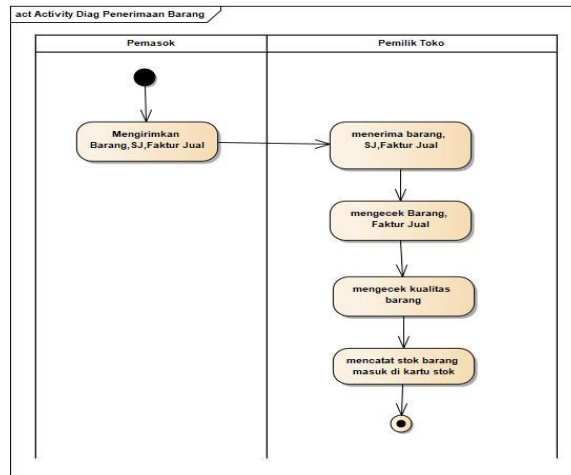 act Activity Diag Penerimaan Barang
Pemasok
Pemilik Toko
Mengirimkan
Barang,SJ,Faktur Jual
menerima barang,
SJ,Faktur Jual
mengecek Barang,
Faktur Jual
mengecek kualitas
barang
mencatat stok barang
masuk di kartu stok